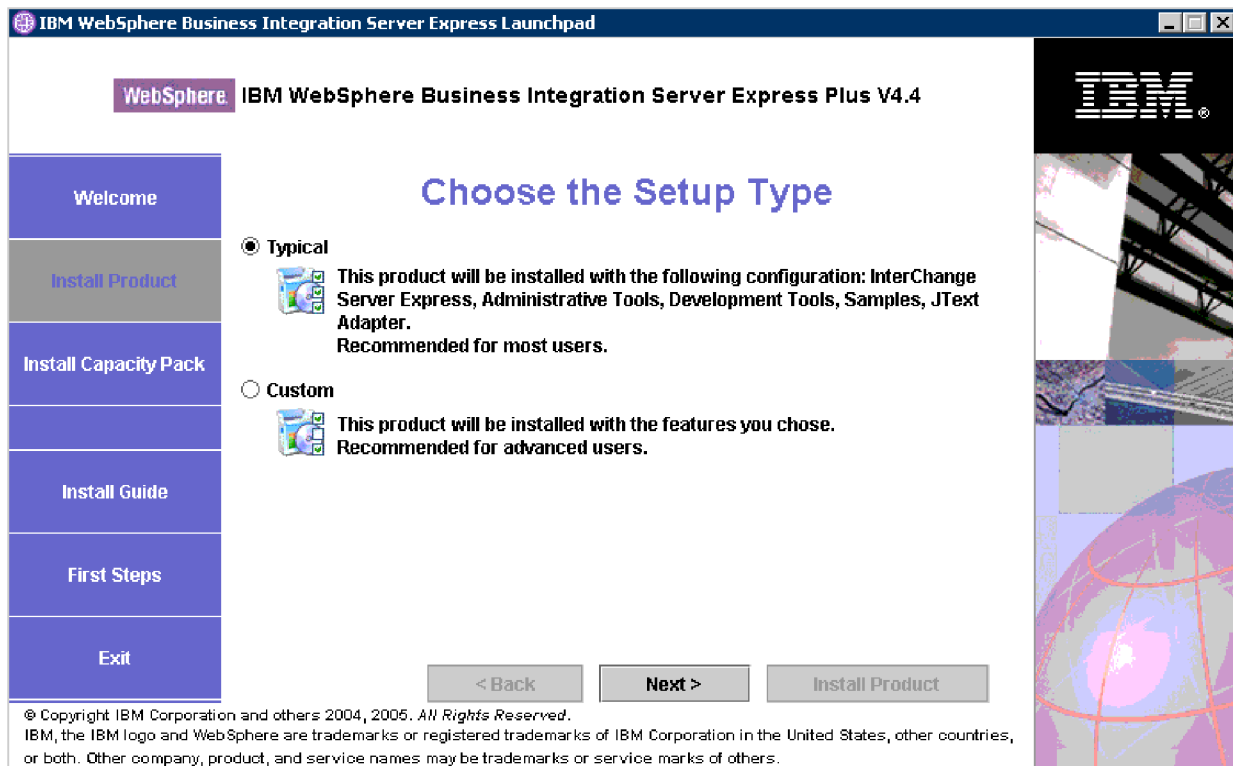 IBM WebSphere Business Integration Server Express Launchpad
WebSphere. IBM WebSphere Business Integration Server Express Plus V4.4
IBM®
Welcome
Install Product
Install Capacity Pack
Install Guide
First Steps
Exit
Choose the Setup Type
Typical
This product will be installed with the following configuration: InterChange
Server Express, Administrative Tools, Development Tools, Samples, JText
Adapter.
Recommended for most users.
Custom
This product will be installed with the features you chose.
Recommended for advanced users.
< Back
Next >
Install Product
© Copyright IBM Corporation and others 2004, 2005. All Rights Reserved.
IBM, the IBM logo and WebSphere are trademarks or registered trademarks of IBM Corporation in the United States, other countries,
or both. Other company, product, and service names may be trademarks or service marks of others.